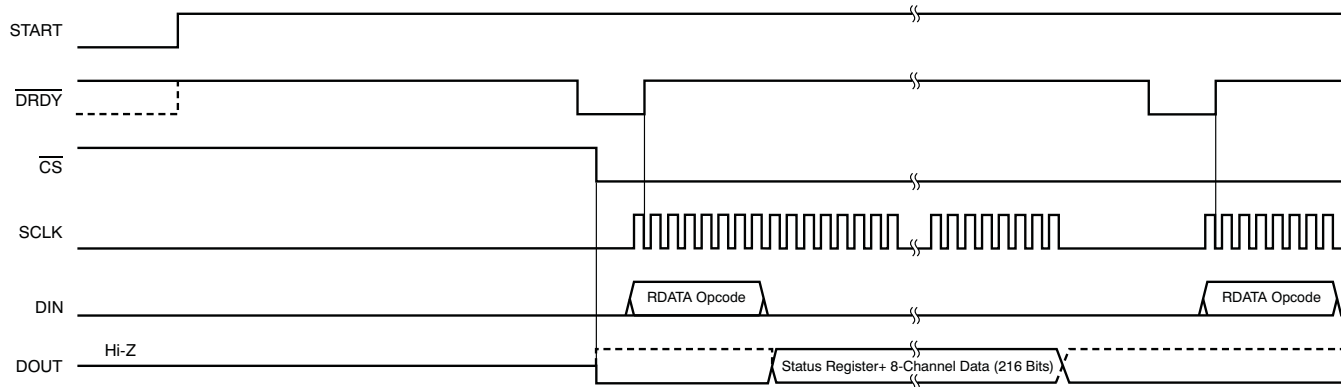 START
DRDY
CS
SCLK
DIN
RDATA Opcode
RDATA Opcode
Hi-Z
DOUT
Status Register+ 8-Channel Data (216 Bits)